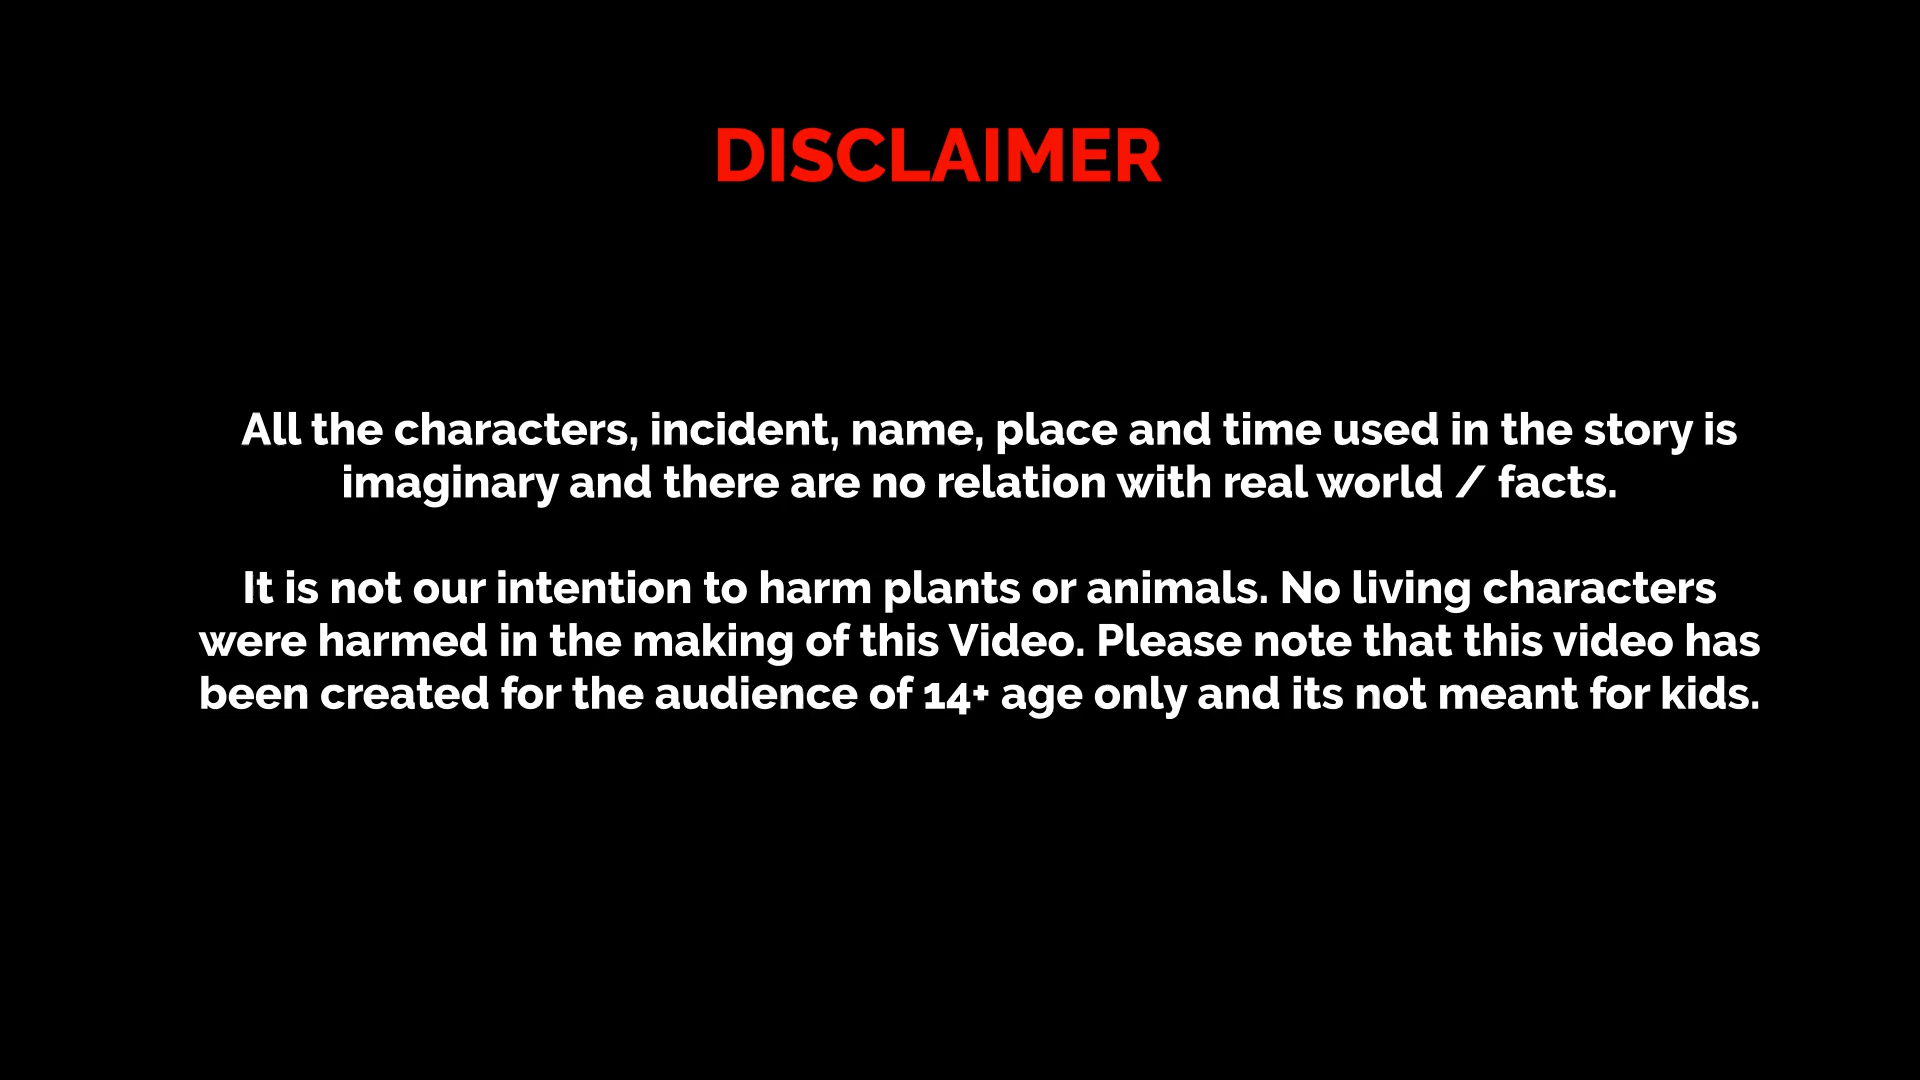 DISCLAIMER
All the characters, incident, name, place and time used in the story is
imaginary and there are no relation with real world / facts.
It is not our intention to harm plants or animals. No living characters
were harmed in the making of this Video. Please note that this video has
been created for the audience of 14+ age only and its not meant for kids.